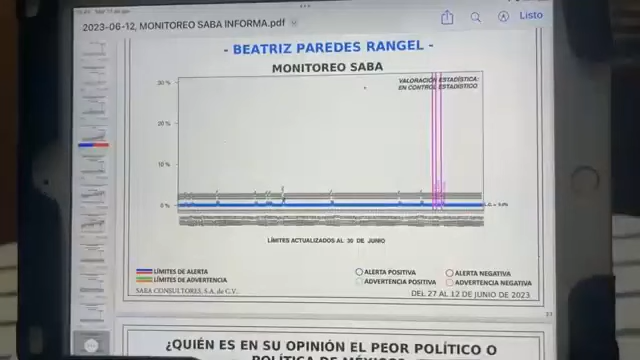 2023-06-12, MONITOREO SABA INFORMA.pdf
Listo
- BEATRIZ PAREDES RANGEL -
MONITOREO SABA
VALORACIÓN ESTADÍSTICA:
EN CONTROL ESTADÍSTICO
30 %
20 %
10 %
0 %
LÍMITES ACTUALIZADOS AL 30 DE JUNIO
LÍMITES DE ALERTA
LÍMITES DE ADVERTENCIA
ALERTA POSITIVA
ALERTA NEGATIVA
ADVERTENCIA POSITIVA
ADVERTENCIA NEGATIVA
SABA CONSULTORES, S.A. de C.V.
DEL 27 AL 12 DE JUNIO DE 2023
¿QUIÉN ES EN SU OPINIÓN EL PEOR POLÍTICO O
POLÍTICA DE MÉXICO?